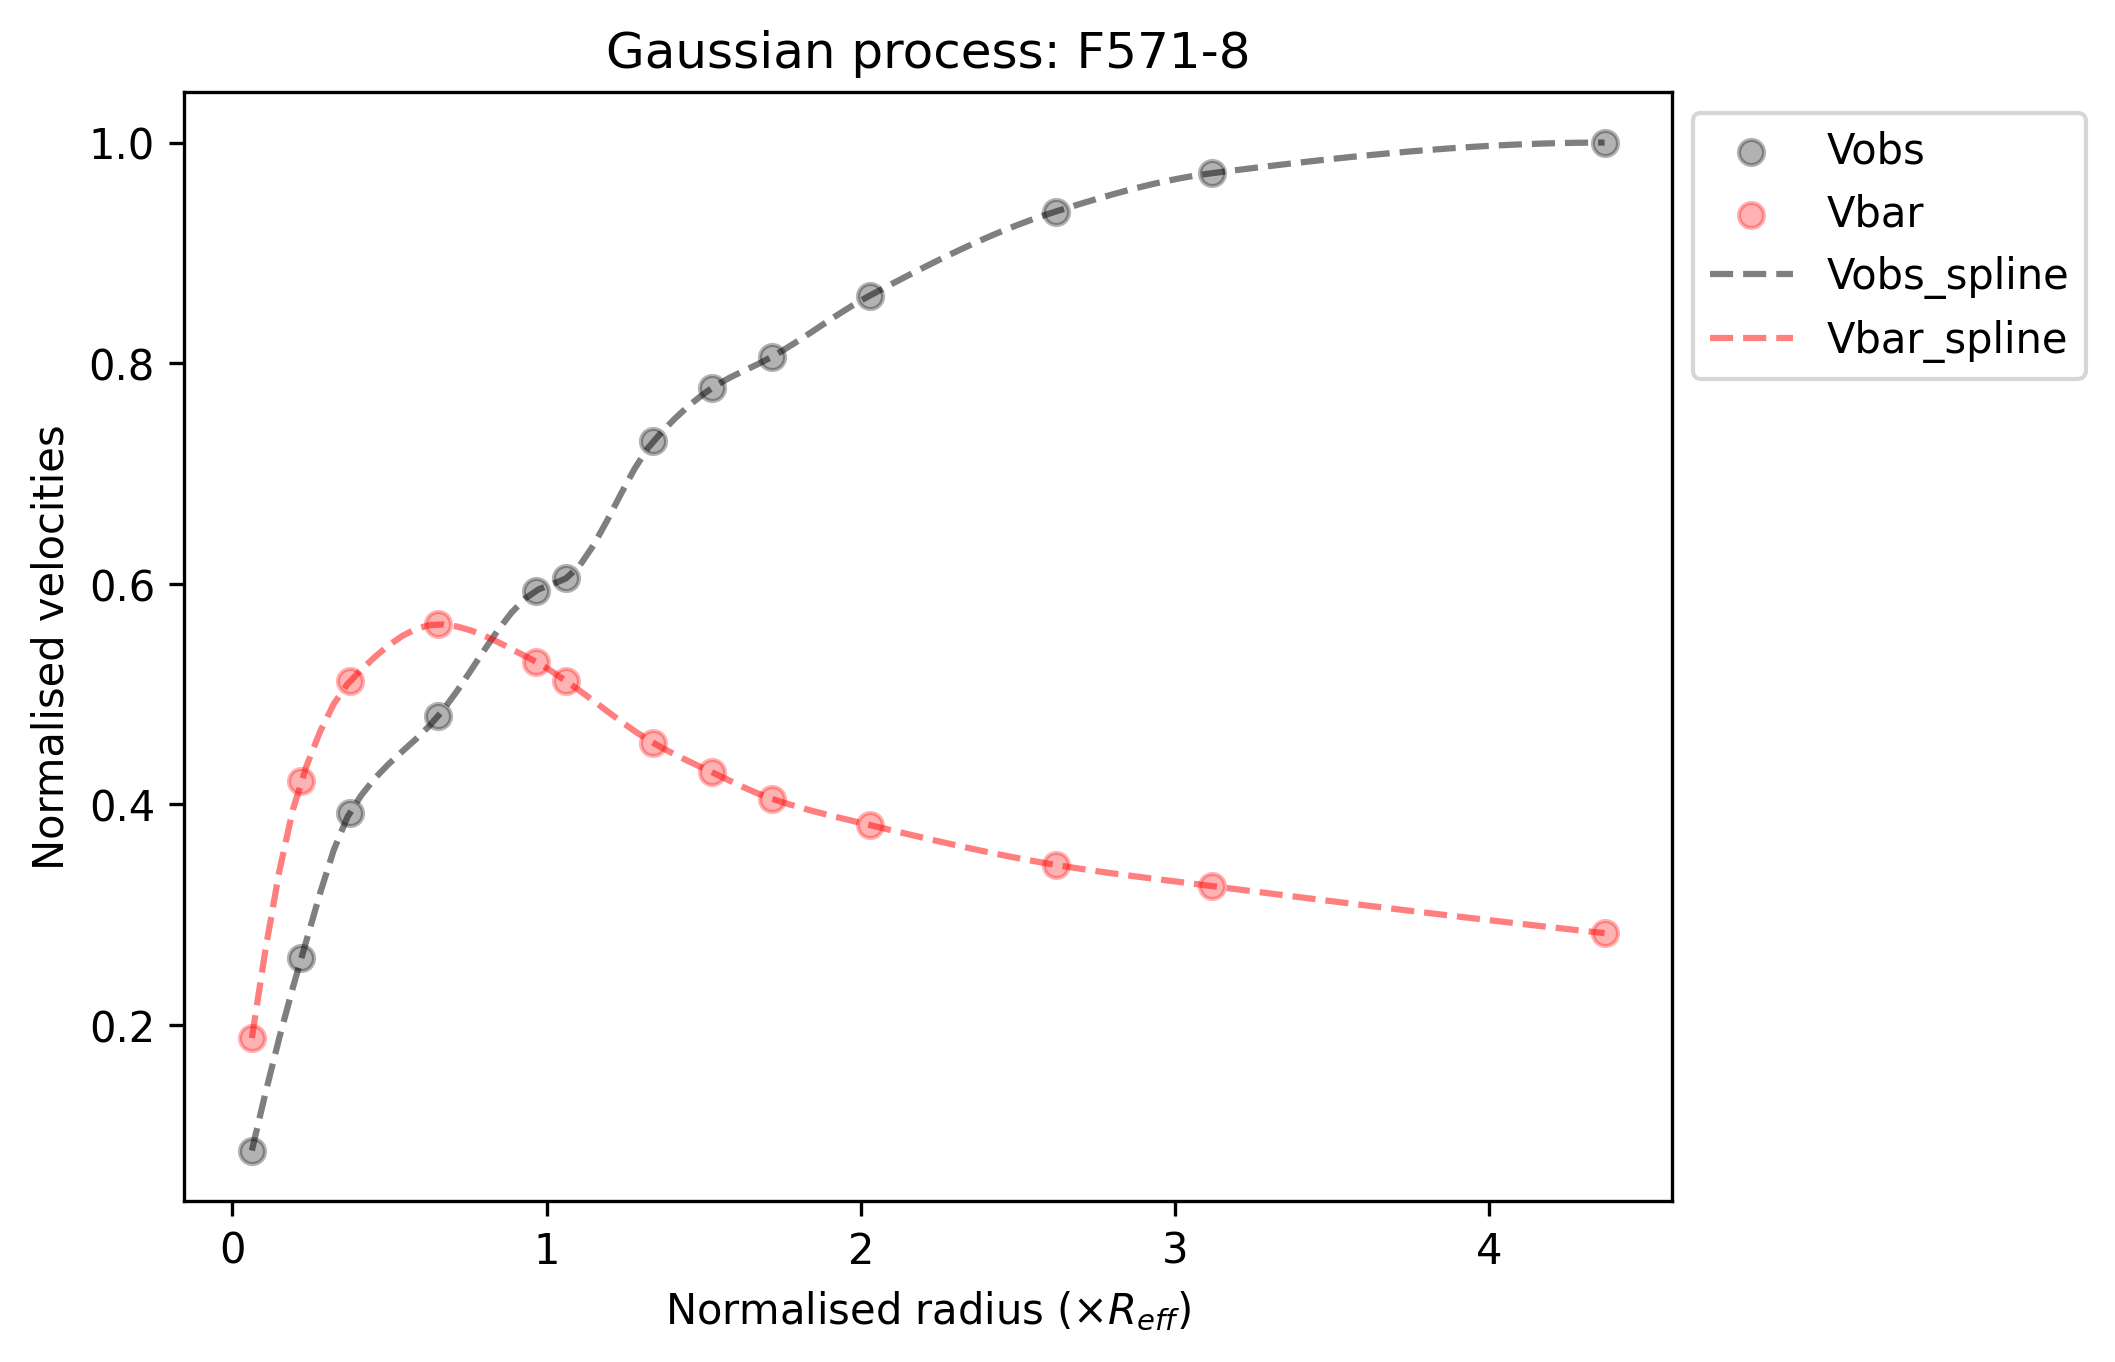 Gaussian process: F571-8
Normalised velocities
1.0
0.8
0.6
0.4
0.2
0 1 2 3 4
Normalised radius (×R_eff)
Vobs
Vbar
Vobs_spline
Vbar_spline